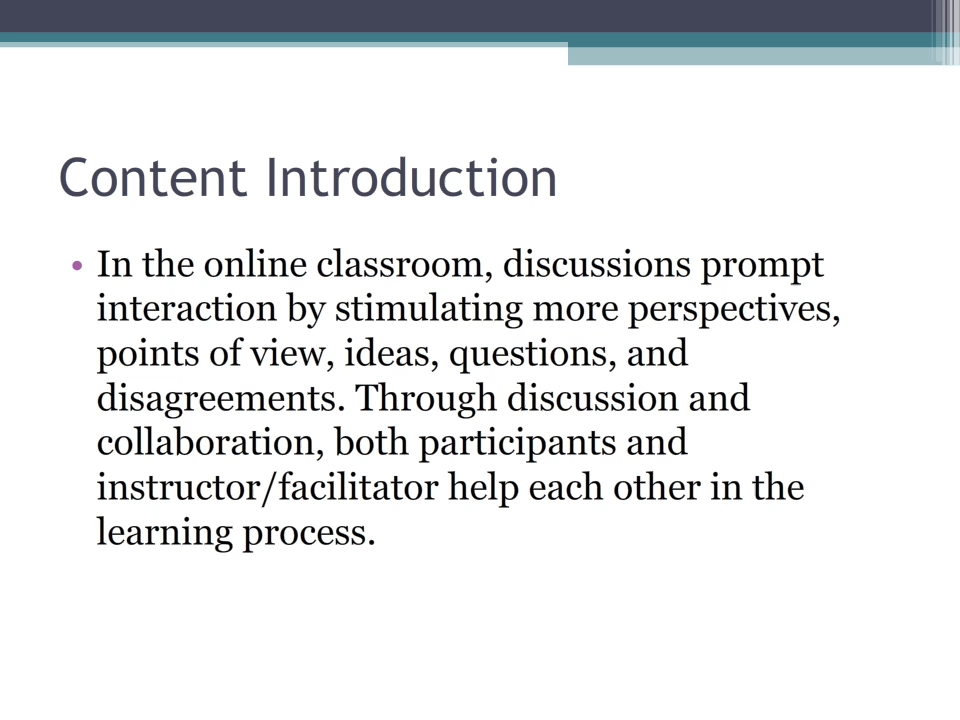 Content Introduction
• In the online classroom, discussions prompt
interaction by stimulating more perspectives,
points of view, ideas, questions, and
disagreements. Through discussion and
collaboration, both participants and
instructor/facilitator help each other in the
learning process.